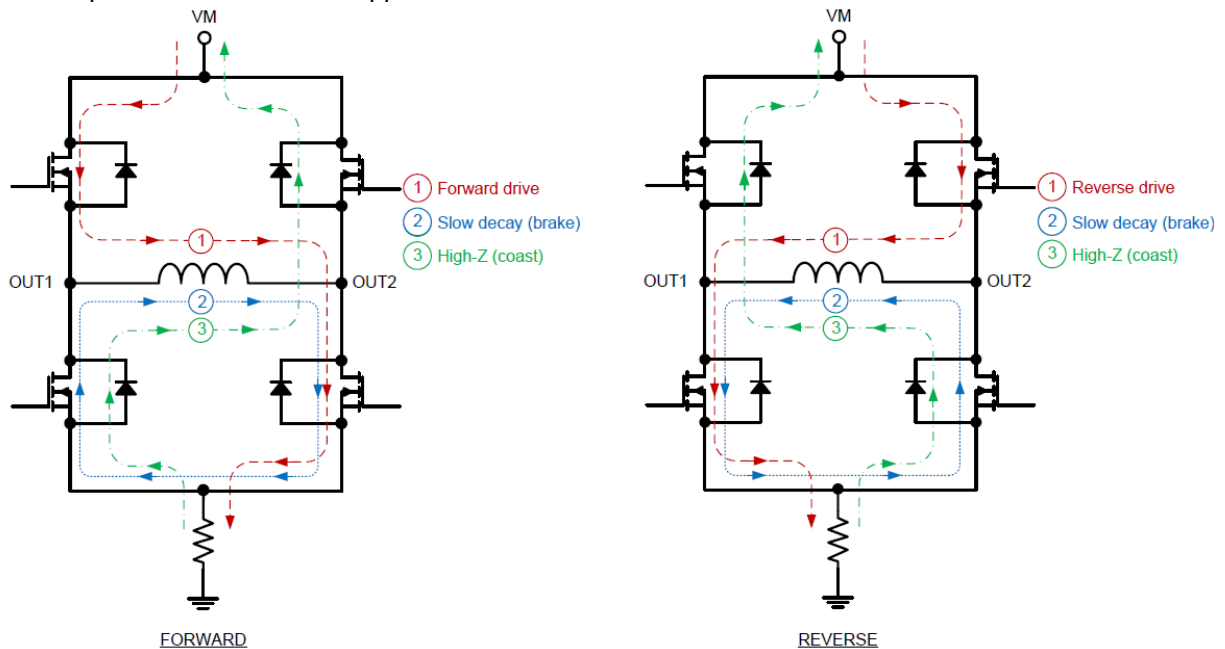 VM
1 Forward drive
2 Slow decay (brake)
3 High-Z (coast)
1
OUT1
OUT2
2
3
FORWARD
VM
1 Reverse drive
2 Slow decay (brake)
3 High-Z (coast)
1
OUT1
OUT2
2
3
REVERSE